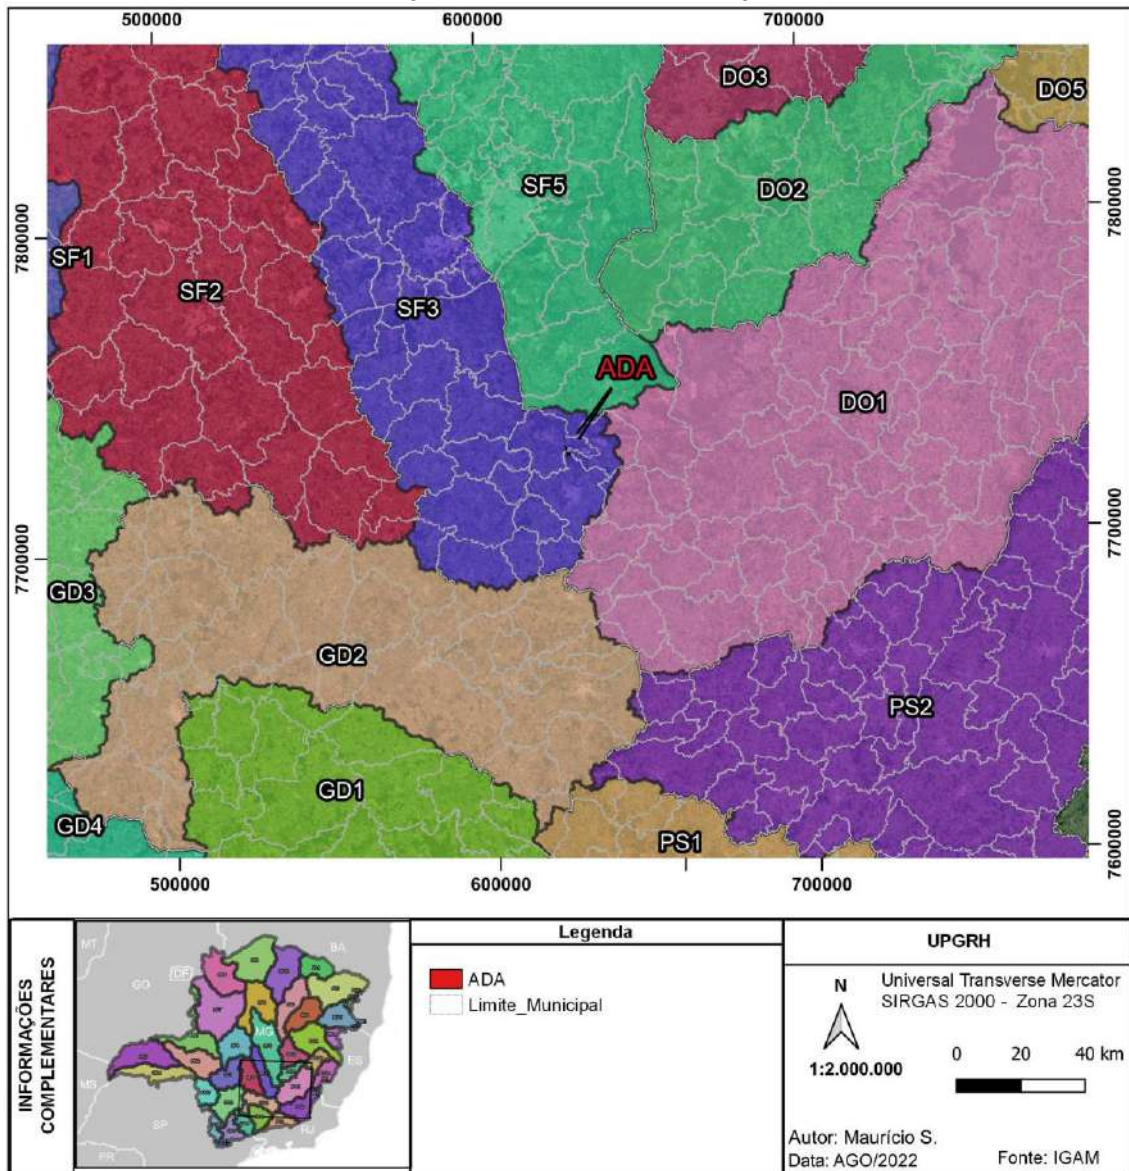 500000 600000 700000
DO3
DO5
SF5
DO2
7800000
7800000
SF1
SF2
SF3
ADA
DO1
7700000
7700000
GD3
GD2
PS2
GD1
GD4
PS1
7600000
500000 600000 700000
INFORMAÇÕES
COMPLEMENTARES
MT
BA
GO
DF
MG
ES
MS
SP
RJ
PR
Legenda
ADA
Limite_Municipal
UPGRH
N
Universal Transverse Mercator
SIRGAS 2000 - Zona 23S
1:2.000.000
0 20 40 km
Autor: Maurício S.
Data: AGO/2022
Fonte: IGAM